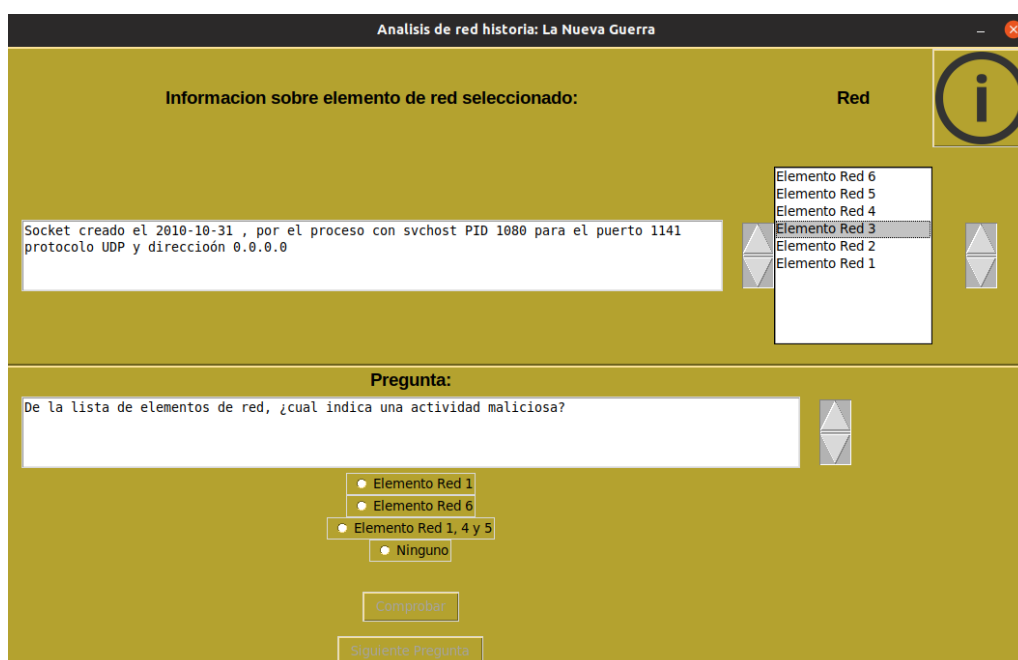 Analisis de red historia: La Nueva Guerra
Informacion sobre elemento de red seleccionado:
Red
i
Elemento Red 6
Elemento Red 5
Elemento Red 4
Elemento Red 3
Elemento Red 2
Elemento Red 1
Socket creado el 2010-10-31 , por el proceso con svchost PID 1080 para el puerto 1141
protocolo UDP y direccioón 0.0.0.0
Pregunta:
De la lista de elementos de red, ¿cual indica una actividad maliciosa?
Elemento Red 1
Elemento Red 6
Elemento Red 1, 4 y 5
Ninguno
Comprobar
Siguiente Pregunta